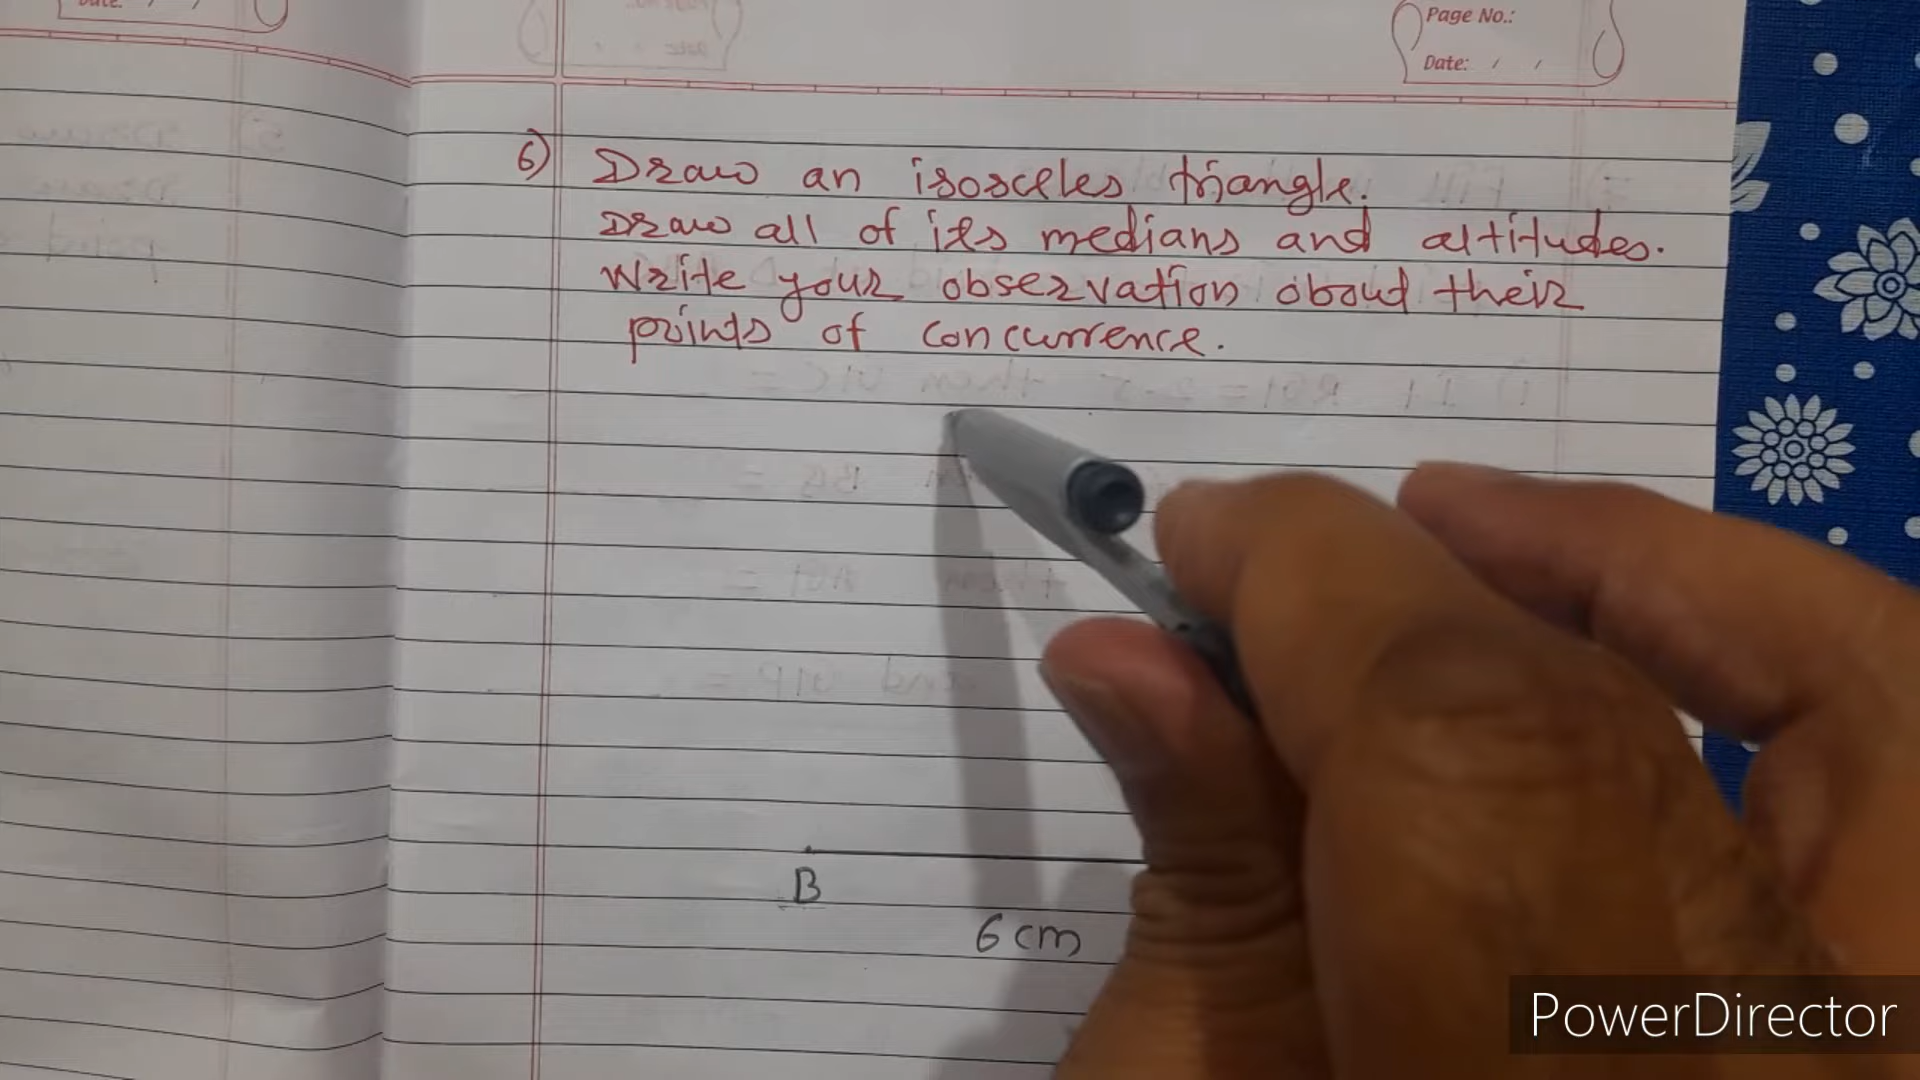 Page No.:
Date: / /
6) Draw an isosceles triangle.
Draw all of its medians and altitudes.
Write your observation obout their
points of concurrence.
B
6 cm
PowerDirector